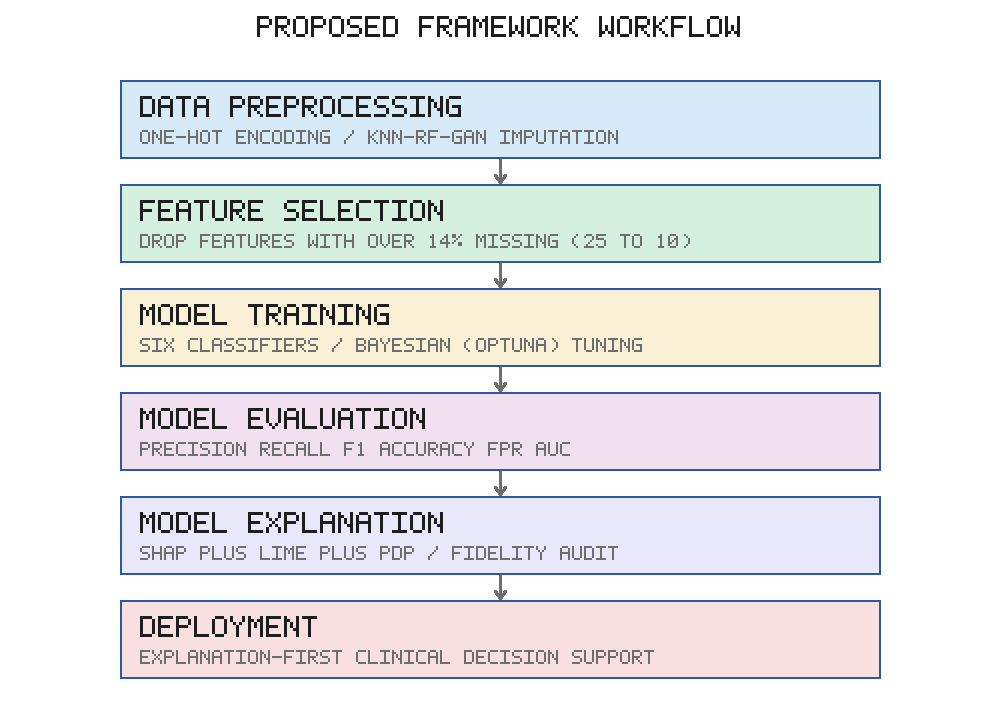 PROPOSED FRAMEWORK WORKFLOW
DATA PREPROCESSING
ONE-HOT ENCODING / KNN-RF-GAN IMPUTATION
FEATURE SELECTION
DROP FEATURES WITH OVER 14% MISSING (25 TO 10)
MODEL TRAINING
SIX CLASSIFIERS / BAYESIAN (OPTUNA) TUNING
MODEL EVALUATION
PRECISION RECALL F1 ACCURACY FPR AUC
MODEL EXPLANATION
SHAP PLUS LIME PLUS PDP / FIDELITY AUDIT
DEPLOYMENT
EXPLANATION-FIRST CLINICAL DECISION SUPPORT